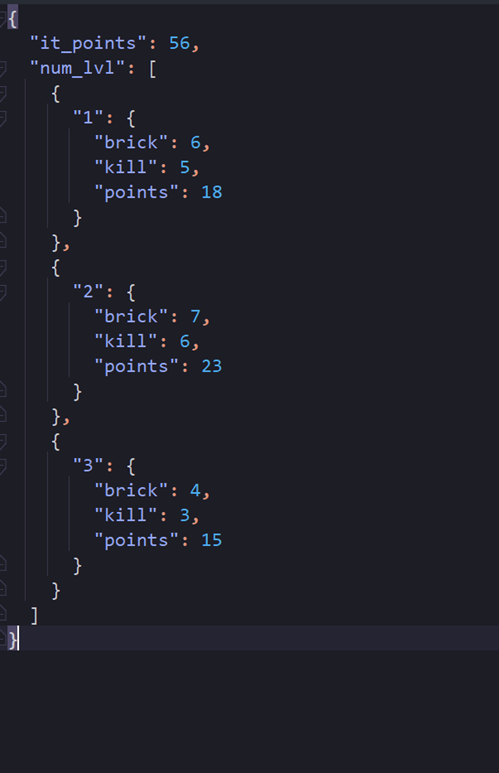 {
  "it_points": 56,
  "num_lvl": [
    {
      "1": {
        "brick": 6,
        "kill": 5,
        "points": 18
      }
    },
    {
      "2": {
        "brick": 7,
        "kill": 6,
        "points": 23
      }
    },
    {
      "3": {
        "brick": 4,
        "kill": 3,
        "points": 15
      }
    }
  ]
}